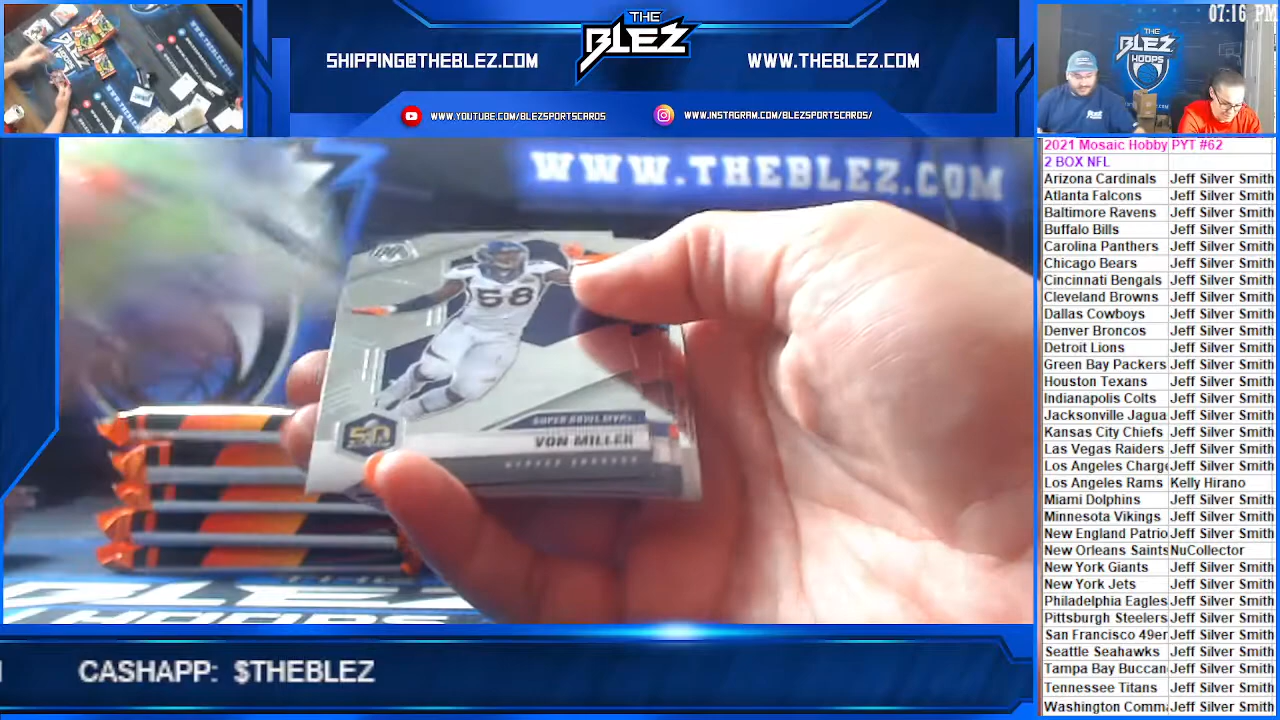 07:16 PM
THE
BLEZ
SHIPPING@THEBLEZ.COM
WWW.THEBLEZ.COM
WWW.YOUTUBE.COM/BLEZSPORTSCARDS
WWW.INSTAGRAM.COM/BLEZSPORTSCARDS/
THE
BLEZ
HOOPS
WWW.THEBLEZ.COM
58
SUPER BOWL MVPS
VON MILLER
DENVER BRONCOS
50
BLEZ
HOOPS
CASHAPP: $THEBLEZ
2021 Mosaic Hobby PYT #62
2 BOX NFL
Arizona Cardinals Jeff Silver Smith
Atlanta Falcons Jeff Silver Smith
Baltimore Ravens Jeff Silver Smith
Buffalo Bills Jeff Silver Smith
Carolina Panthers Jeff Silver Smith
Chicago Bears Jeff Silver Smith
Cincinnati Bengals Jeff Silver Smith
Cleveland Browns Jeff Silver Smith
Dallas Cowboys Jeff Silver Smith
Denver Broncos Jeff Silver Smith
Detroit Lions Jeff Silver Smith
Green Bay Packers Jeff Silver Smith
Houston Texans Jeff Silver Smith
Indianapolis Colts Jeff Silver Smith
Jacksonville Jagua Jeff Silver Smith
Kansas City Chiefs Jeff Silver Smith
Las Vegas Raiders Jeff Silver Smith
Los Angeles Charg Jeff Silver Smith
Los Angeles Rams Kelly Hirano
Miami Dolphins Jeff Silver Smith
Minnesota Vikings Jeff Silver Smith
New England Patrio Jeff Silver Smith
New Orleans Saints NuCollector
New York Giants Jeff Silver Smith
New York Jets Jeff Silver Smith
Philadelphia Eagles Jeff Silver Smith
Pittsburgh Steelers Jeff Silver Smith
San Francisco 49er Jeff Silver Smith
Seattle Seahawks Jeff Silver Smith
Tampa Bay Buccan Jeff Silver Smith
Tennessee Titans Jeff Silver Smith
Washington Comma Jeff Silver Smith